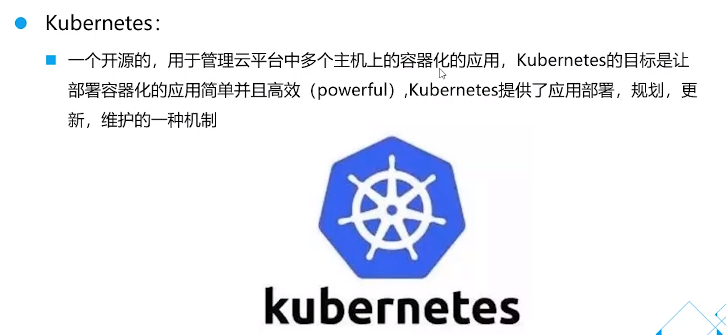 Kubernetes：
一个开源的，用于管理云平台中多个主机上的容器化的应用，Kubernetes的目标是让
部署容器化的应用简单并且高效（powerful）,Kubernetes提供了应用部署，规划，更
新，维护的一种机制
kubernetes